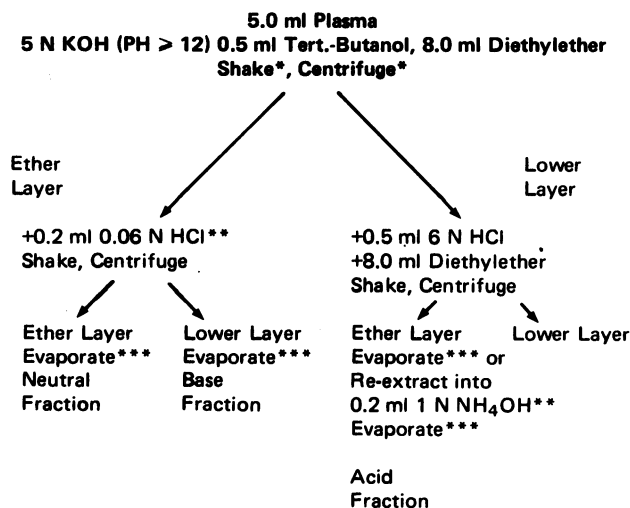 5.0 ml Plasma
5 N KOH (PH ⩾ 12) 0.5 ml Tert.-Butanol, 8.0 ml Diethylether
Shake*, Centrifuge*
Ether
Layer
Lower
Layer
+0.2 ml 0.06 N HCl**
Shake, Centrifuge
+0.5 ml 6 N HCl
+8.0 ml Diethylether
Shake, Centrifuge
Ether Layer
Evaporate***
Neutral
Fraction
Lower Layer
Evaporate***
Base
Fraction
Ether Layer
Evaporate*** or
Re-extract into
0.2 ml 1 N NH4OH**
Evaporate***
Acid
Fraction
Lower Layer